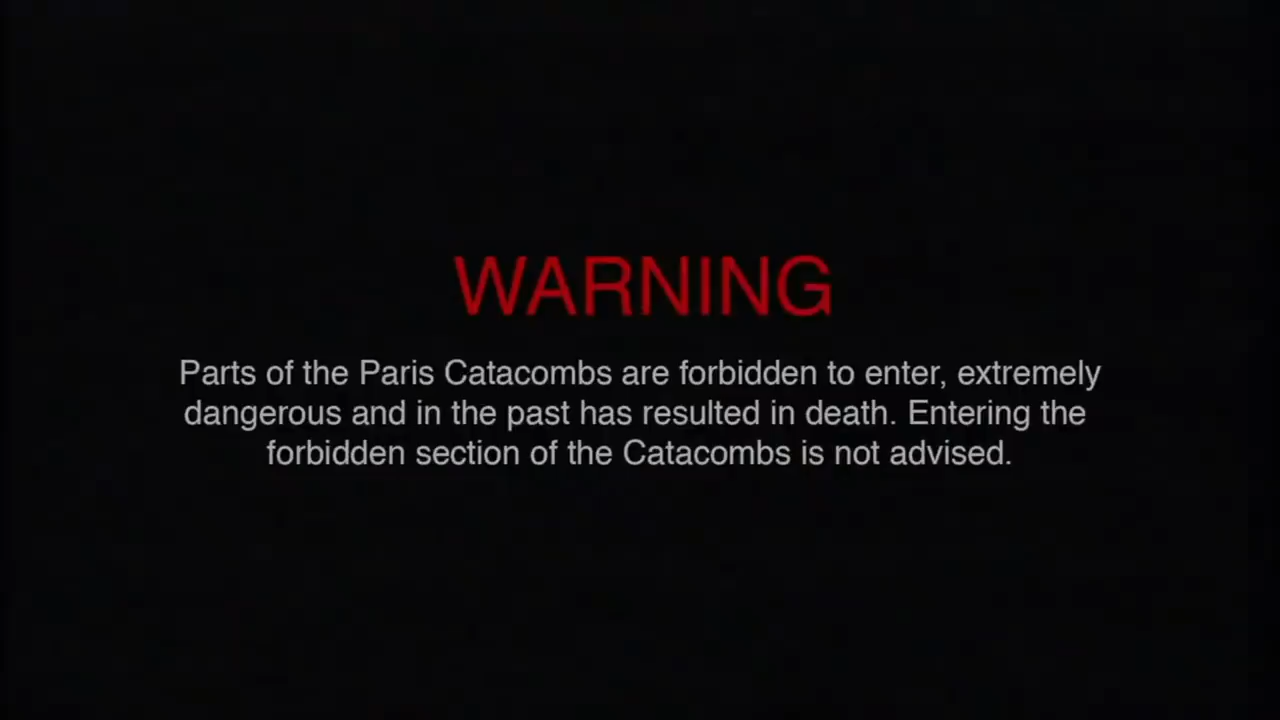 WARNING
Parts of the Paris Catacombs are forbidden to enter, extremely
dangerous and in the past has resulted in death. Entering the
forbidden section of the Catacombs is not advised.